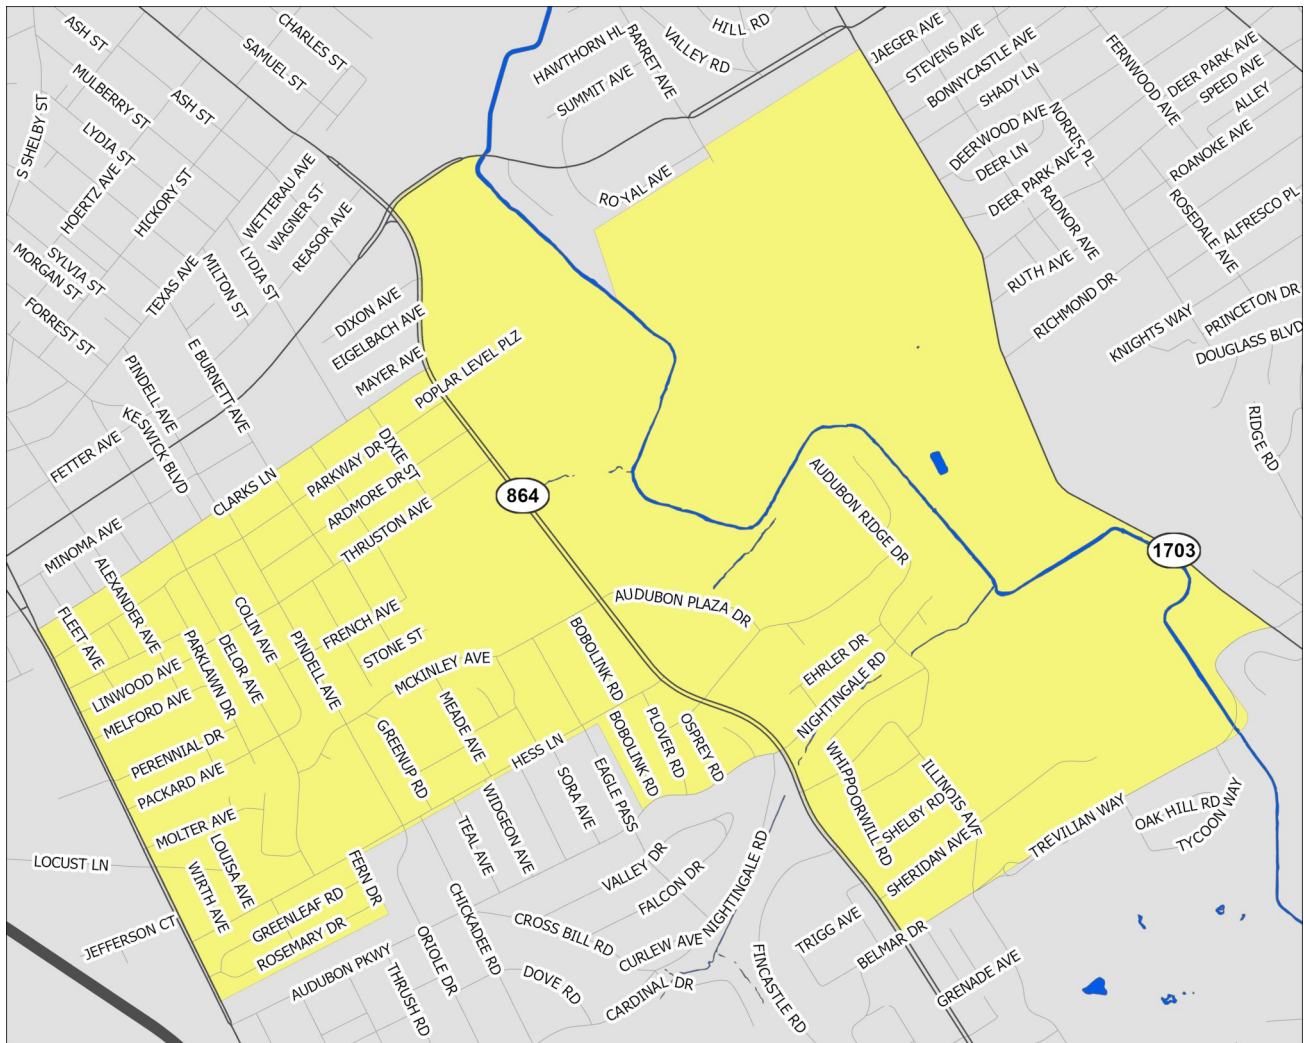 ASH ST
CHARLES ST
SAMUEL ST
HAWTHORN HL
BARRET AVE
VALLEY RD
HILL RD
SUMMIT AVE
JAEGER AVE
STEVENS AVE
BONNYCASTLE AVE
SHADY LN
FERNWOOD AVE
DEER PARK AVE
SPEED AVE
ALLEY
MULBERRY ST
ASH ST
S SHELBY ST
LYDIA ST
HOERTZ AVE
HICKORY ST
WETTERAU AVE
WAGNER ST
REASOR AVE
LYDIA ST
DEERWOOD AVE
NORRIS PL
DEER LN
DEER PARK AVE
RADNOR AVE
ROANOKE AVE
ROSEDALE AVE
ALFRESCO PL
ROYAL AVE
SYLVIA ST
MORGAN ST
FORREST ST
TEXAS AVE
MILTON ST
DIXON AVE
EIGELBACH AVE
MAYER AVE
POPLAR LEVEL PLZ
RUTH AVE
RICHMOND DR
KNIGHTS WAY
PRINCETON DR
DOUGLASS BLVD
RIDGE RD
E BURNETT AVE
PINDELL AVE
KESWICK BLVD
FETTER AVE
CLARKS LN
PARKWAY DR
DIXIE ST
ARDMORE DR
THRUSTON AVE
864
AUDUBON RIDGE DR
1703
MINOMA AVE
ALEXANDER AVE
FLEET AVE
COLIN AVE
DELOR AVE
PARKLAWN DR
PINDELL AVE
FRENCH AVE
STONE ST
MCKINLEY AVE
AUDUBON PLAZA DR
BOBOLINK RD
LINWOOD AVE
MELFORD AVE
PERENNIAL DR
PACKARD AVE
MOLTER AVE
EHRLER DR
NIGHTINGALE RD
MEADE AVE
GREENUP RD
HESS LN
BOBOLINK RD
PLOVER RD
OSPREY RD
EAGLE PASS
SORA AVE
WIDGEON AVE
TEAL AVE
WHIPPOORWILL RD
ILLINOIS AVE
SHELBY RD
SHERIDAN AVE
TREVILIAN WAY
OAK HILL RD
TYCOON WAY
LOCUST LN
LOUISA AVE
WIRTH AVE
FERN DR
GREENLEAF RD
ROSEMARY DR
JEFFERSON CT
AUDUBON PKWY
THRUSH RD
ORIOLE DR
CHICKADEE RD
VALLEY DR
FALCON DR
CROSS BILL RD
CURLEW AVE
NIGHTINGALE RD
DOVE RD
CARDINAL DR
FINCASTLE RD
TRIGG AVE
BELMAR DR
GRENADE AVE